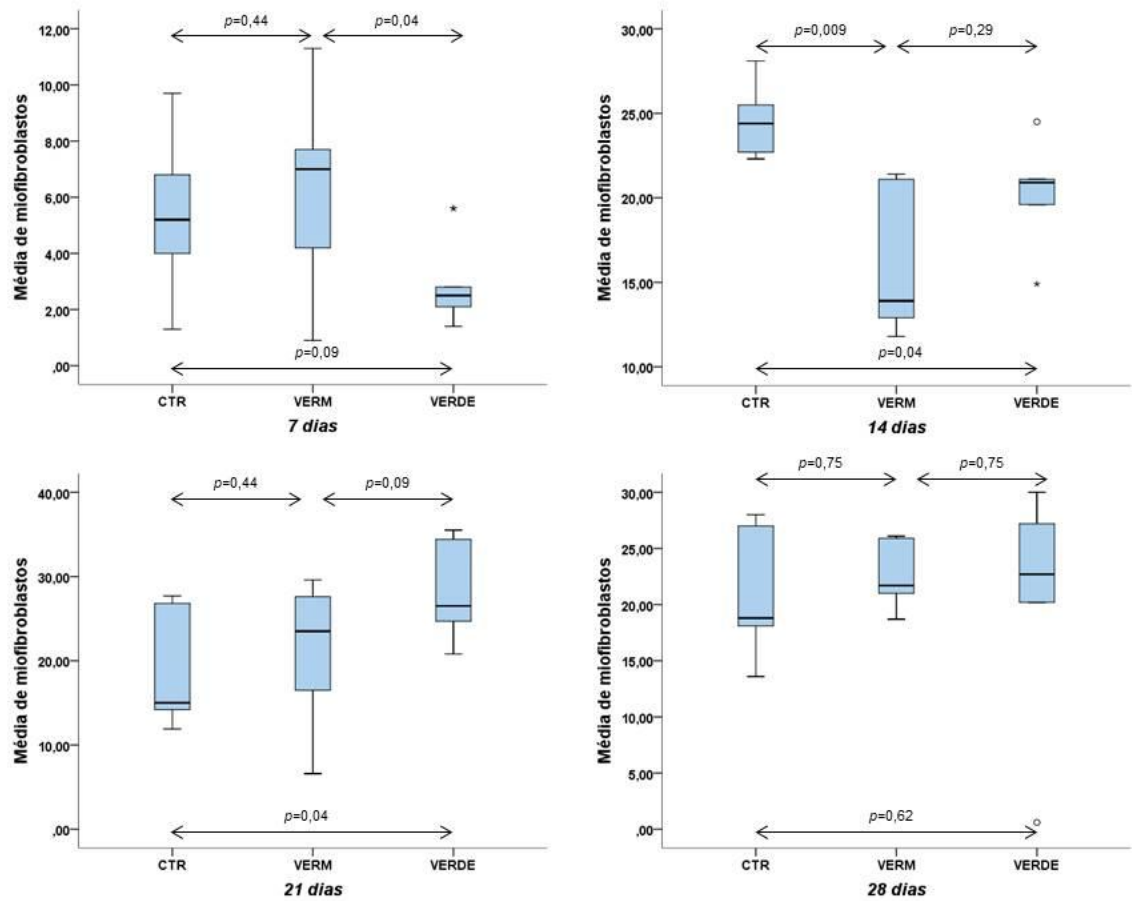 p=0,44
p=0,04
12,00
10,00
8,00
6,00
4,00
2,00
,00
Média de miofibroblastos
p=0,09
CTR
VERM
VERDE
7 dias
p=0,009
p=0,29
30,00
25,00
20,00
15,00
10,00
Média de miofibroblastos
p=0,04
CTR
VERM
VERDE
14 dias
p=0,44
p=0,09
40,00
30,00
20,00
10,00
,00
Média de miofibroblastos
p=0,04
CTR
VERM
VERDE
21 dias
p=0,75
p=0,75
30,00
25,00
20,00
15,00
10,00
5,00
,00
Média de miofibroblastos
p=0,62
CTR
VERM
VERDE
28 dias